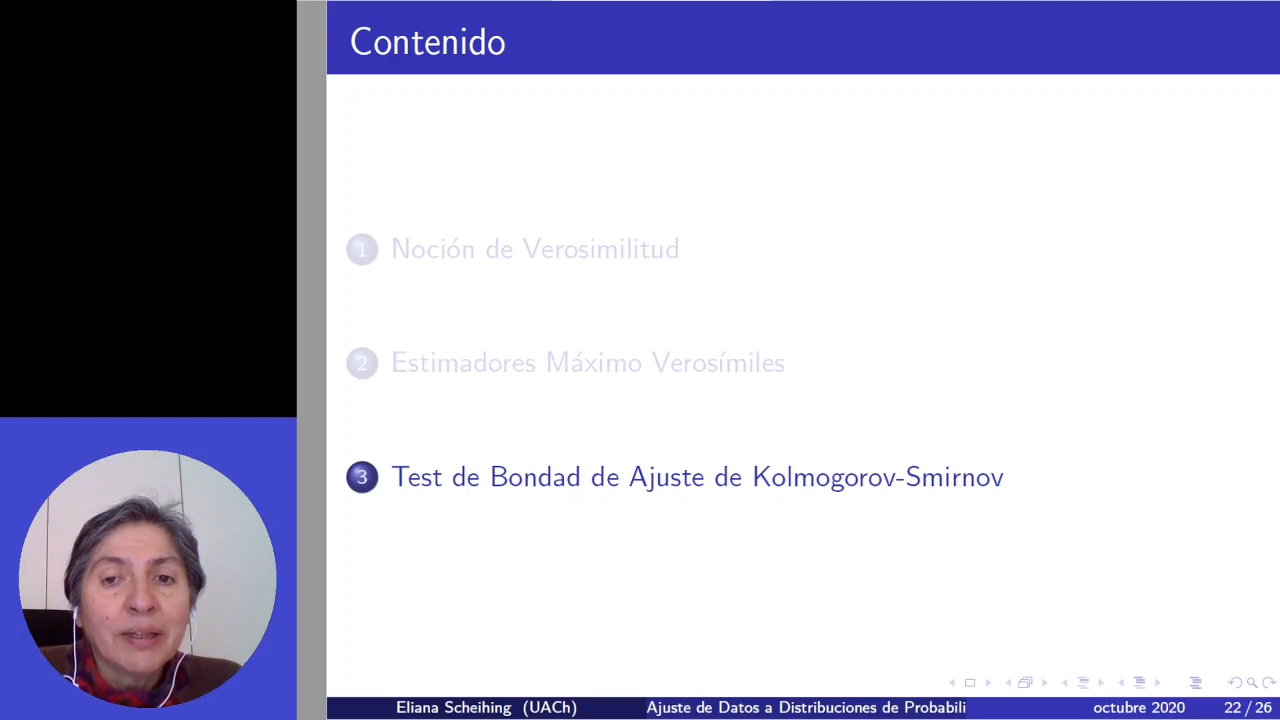 Contenido
1 Noción de Verosimilitud
2 Estimadores Máximo Verosímiles
3 Test de Bondad de Ajuste de Kolmogorov-Smirnov
Eliana Scheihing (UACh) Ajuste de Datos a Distribuciones de Probabili octubre 2020 22 / 26